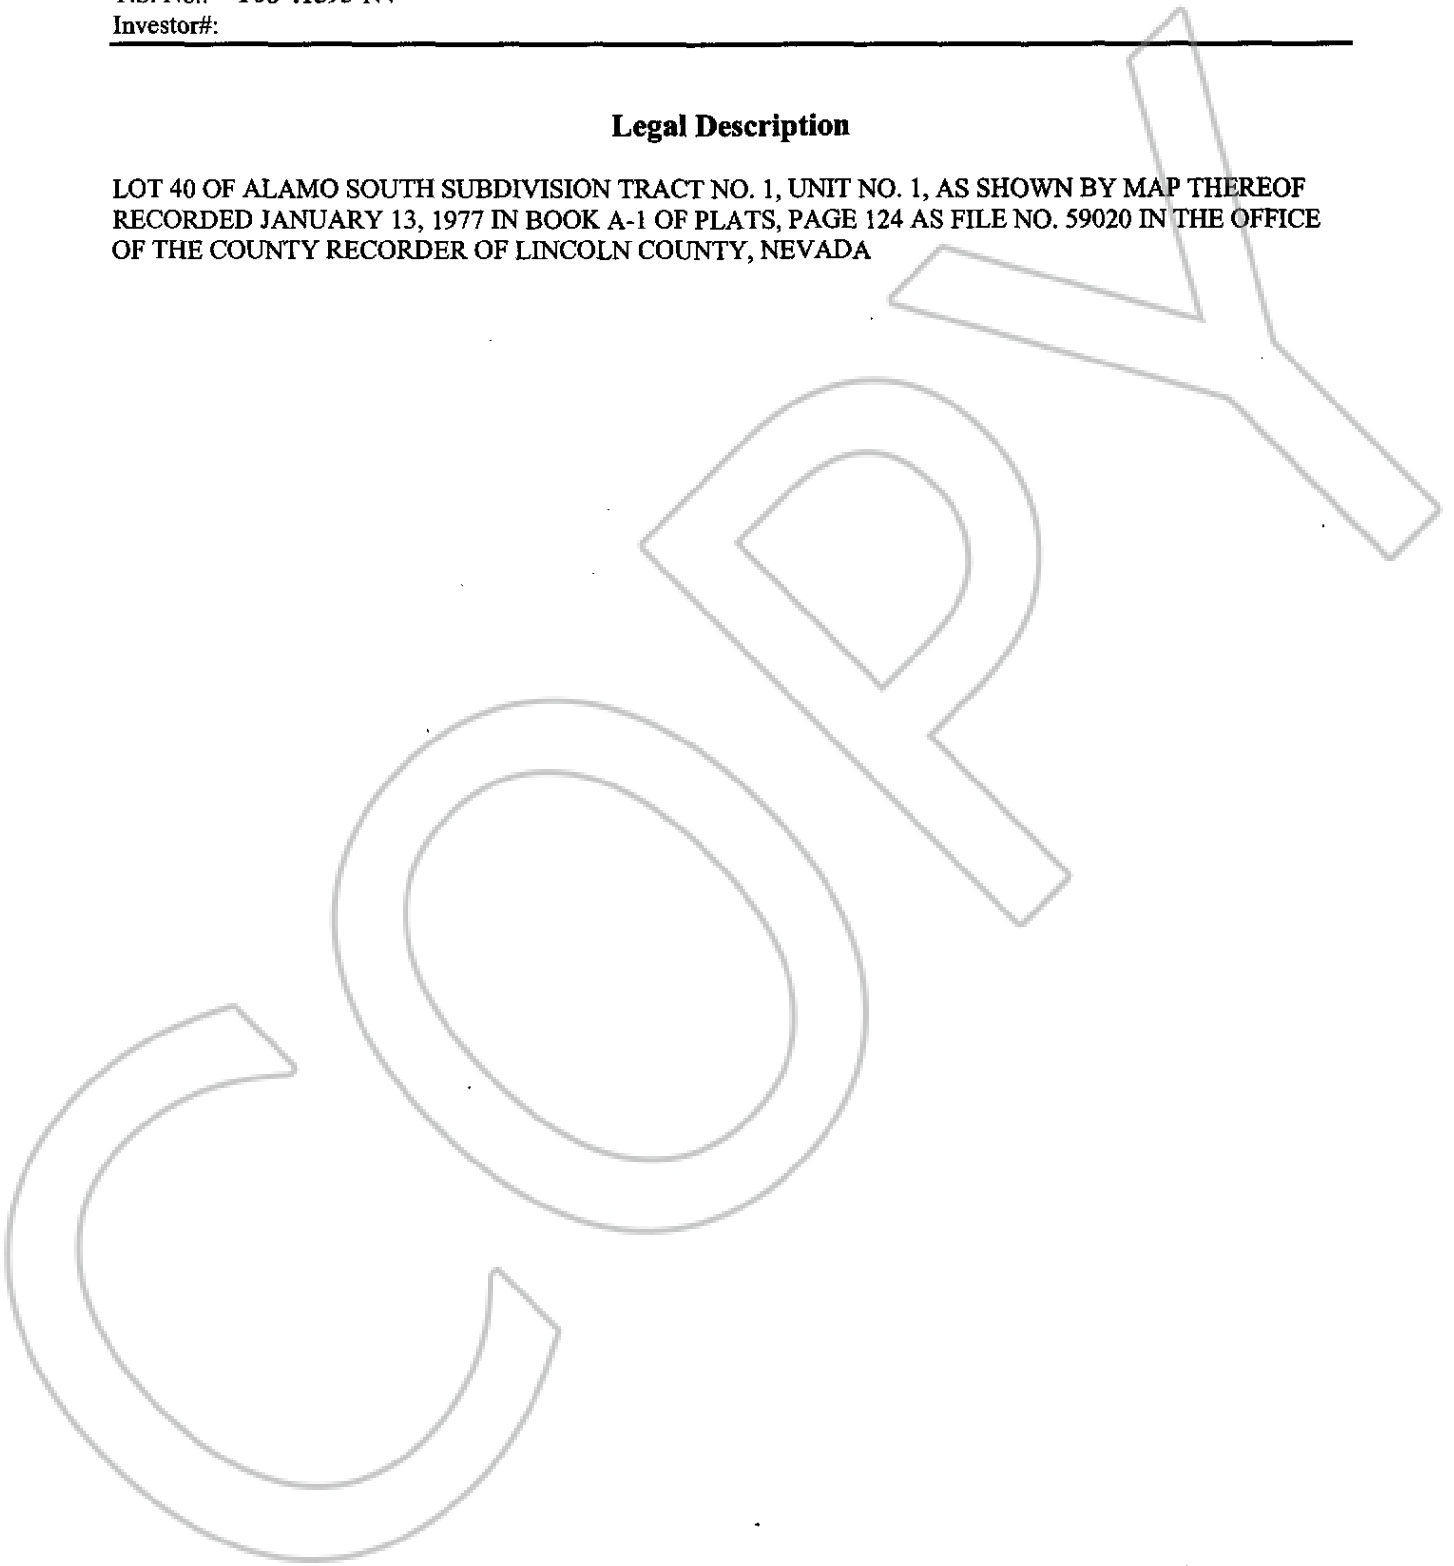 Investor#:
Legal Description
LOT 40 OF ALAMO SOUTH SUBDIVISION TRACT NO. 1, UNIT NO. 1, AS SHOWN BY MAP THEREOF
RECORDED JANUARY 13, 1977 IN BOOK A-1 OF PLATS, PAGE 124 AS FILE NO. 59020 IN THE OFFICE
OF THE COUNTY RECORDER OF LINCOLN COUNTY, NEVADA
COPY